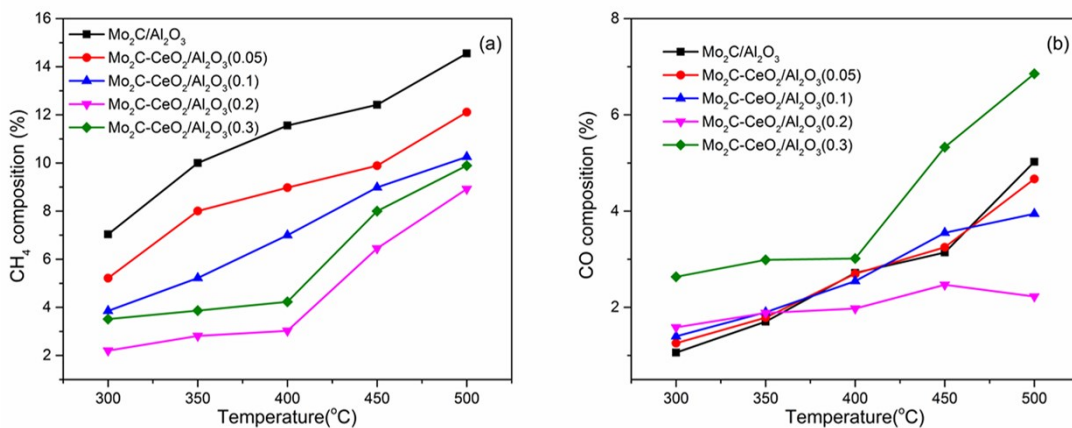 16
14
12
10
8
6
4
2
CH₄ composition (%)
Mo₂C/Al₂O₃
Mo₂C-CeO₂/Al₂O₃(0.05)
Mo₂C-CeO₂/Al₂O₃(0.1)
Mo₂C-CeO₂/Al₂O₃(0.2)
Mo₂C-CeO₂/Al₂O₃(0.3)
(a)
300 350 400 450 500
Temperature(°C)
8
6
4
2
0
CO composition (%)
Mo₂C/Al₂O₃
Mo₂C-CeO₂/Al₂O₃(0.05)
Mo₂C-CeO₂/Al₂O₃(0.1)
Mo₂C-CeO₂/Al₂O₃(0.2)
Mo₂C-CeO₂/Al₂O₃(0.3)
(b)
300 350 400 450 500
Temperature(°C)